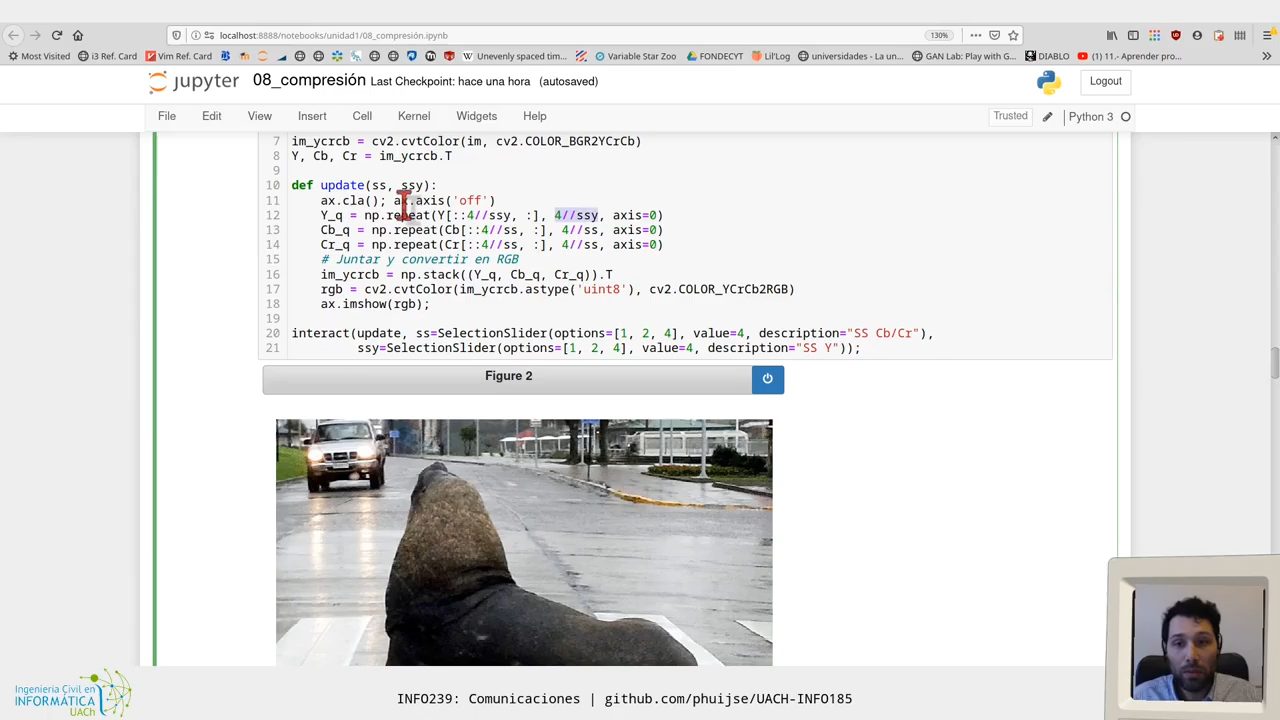 localhost:8888/notebooks/unidad1/08_compresión.ipynb
130%
Most Visited
i3 Ref. Card
Vim Ref. Card
Unevenly spaced tim…
Variable Star Zoo
FONDECYT
Lil'Log
universidades - La un…
GAN Lab: Play with G…
DIABLO
(1) 11.- Aprender pro…
jupyter 08_compresión Last Checkpoint: hace una hora (autosaved)
Logout
File Edit View Insert Cell Kernel Widgets Help
Trusted Python 3
7 im_ycrcb = cv2.cvtColor(im, cv2.COLOR_BGR2YCrCb)
8 Y, Cb, Cr = im_ycrcb.T
9
10 def update(ss, ssy):
11 ax.cla(); ax.axis('off')
12 Y_q = np.repeat(Y[::4//ssy, :], 4//ssy, axis=0)
13 Cb_q = np.repeat(Cb[::4//ss, :], 4//ss, axis=0)
14 Cr_q = np.repeat(Cr[::4//ss, :], 4//ss, axis=0)
15 # Juntar y convertir en RGB
16 im_ycrcb = np.stack((Y_q, Cb_q, Cr_q)).T
17 rgb = cv2.cvtColor(im_ycrcb.astype('uint8'), cv2.COLOR_YCrCb2RGB)
18 ax.imshow(rgb);
19
20 interact(update, ss=SelectionSlider(options=[1, 2, 4], value=4, description="SS Cb/Cr"),
21 ssy=SelectionSlider(options=[1, 2, 4], value=4, description="SS Y"));
Figure 2
Ingeniería Civil en
INFORMÁTICA
UACh
INFO239: Comunicaciones | github.com/phuijse/UACH-INFO185